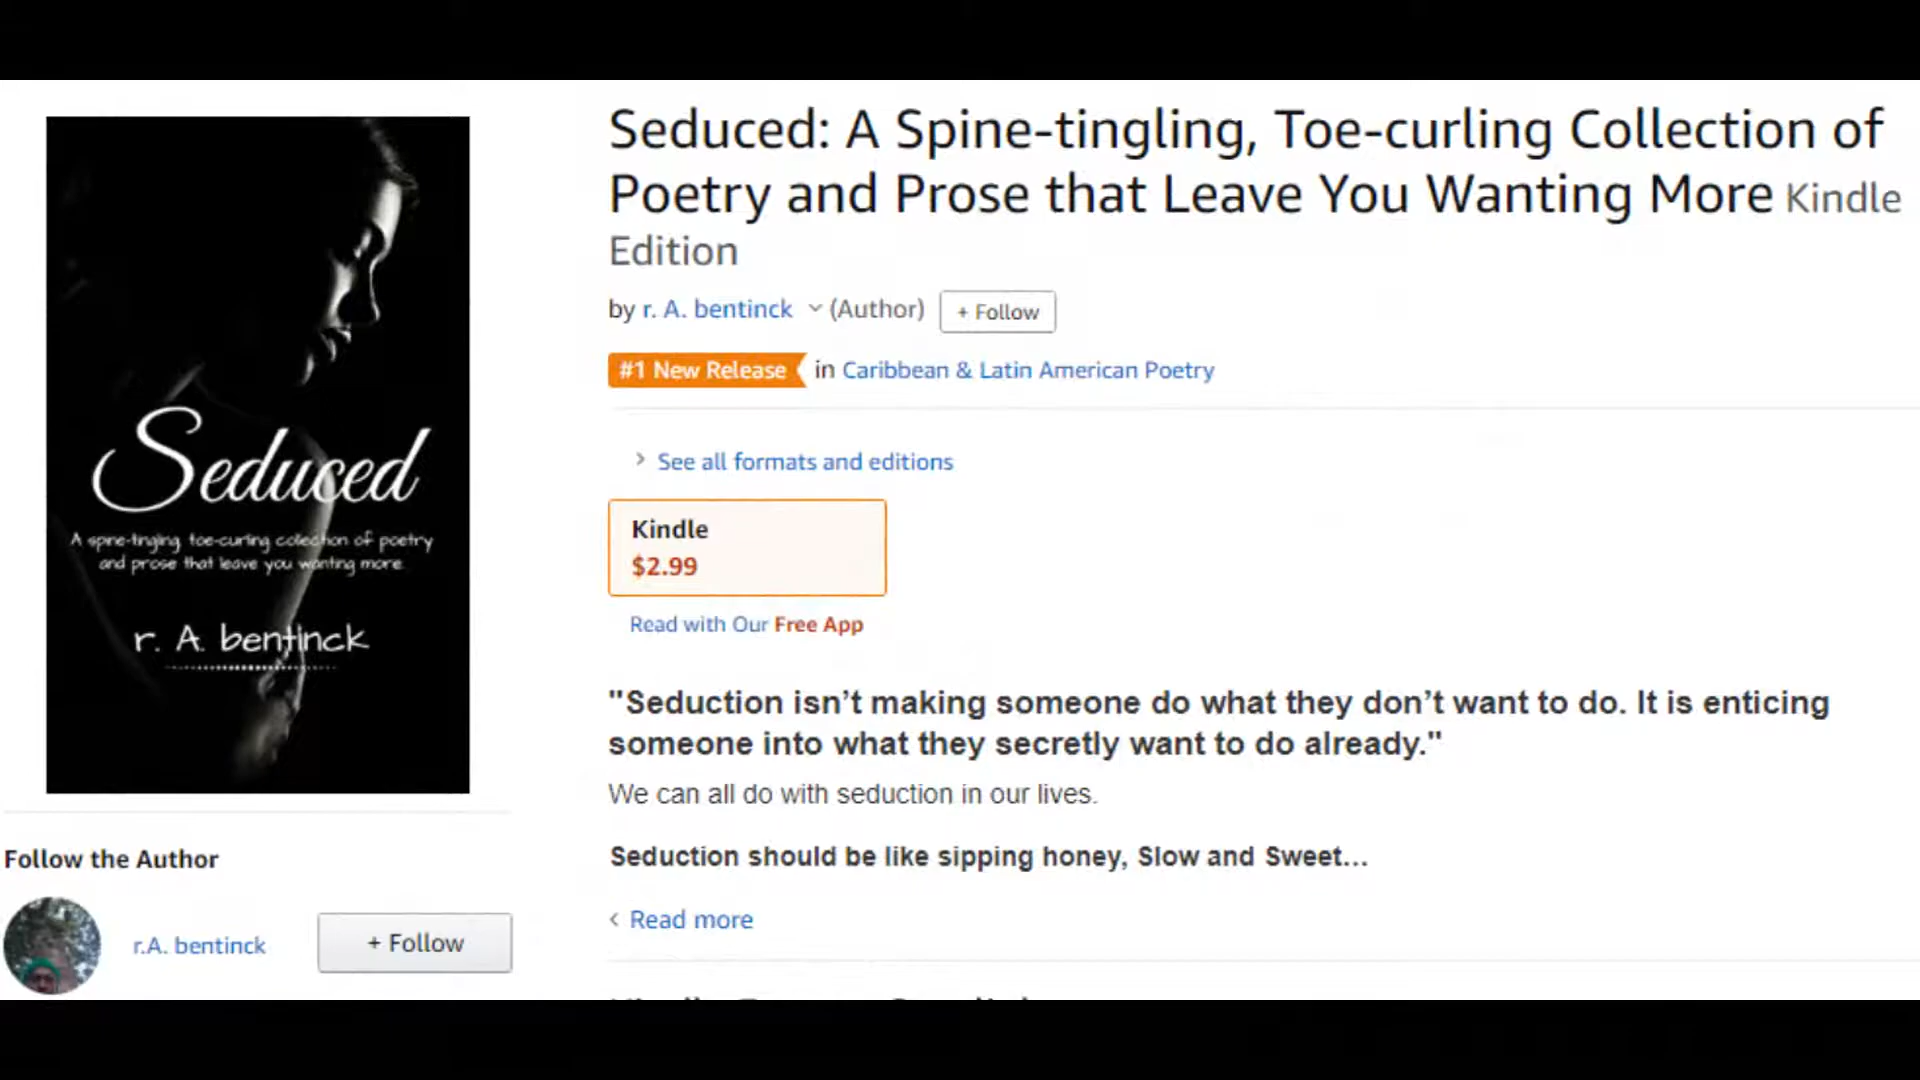 Seduced
A spine-tinging, toe-curling collection of poetry
and prose that leave you wanting more.
r. A. bentinck
Follow the Author
r.A. bentinck
+ Follow
Seduced: A Spine-tingling, Toe-curling Collection of
Poetry and Prose that Leave You Wanting More Kindle
Edition
by r. A. bentinck (Author) + Follow
#1 New Release in Caribbean & Latin American Poetry
See all formats and editions
Kindle
$2.99
Read with Our Free App
"Seduction isn’t making someone do what they don’t want to do. It is enticing
someone into what they secretly want to do already."
We can all do with seduction in our lives.
Seduction should be like sipping honey, Slow and Sweet...
Read more